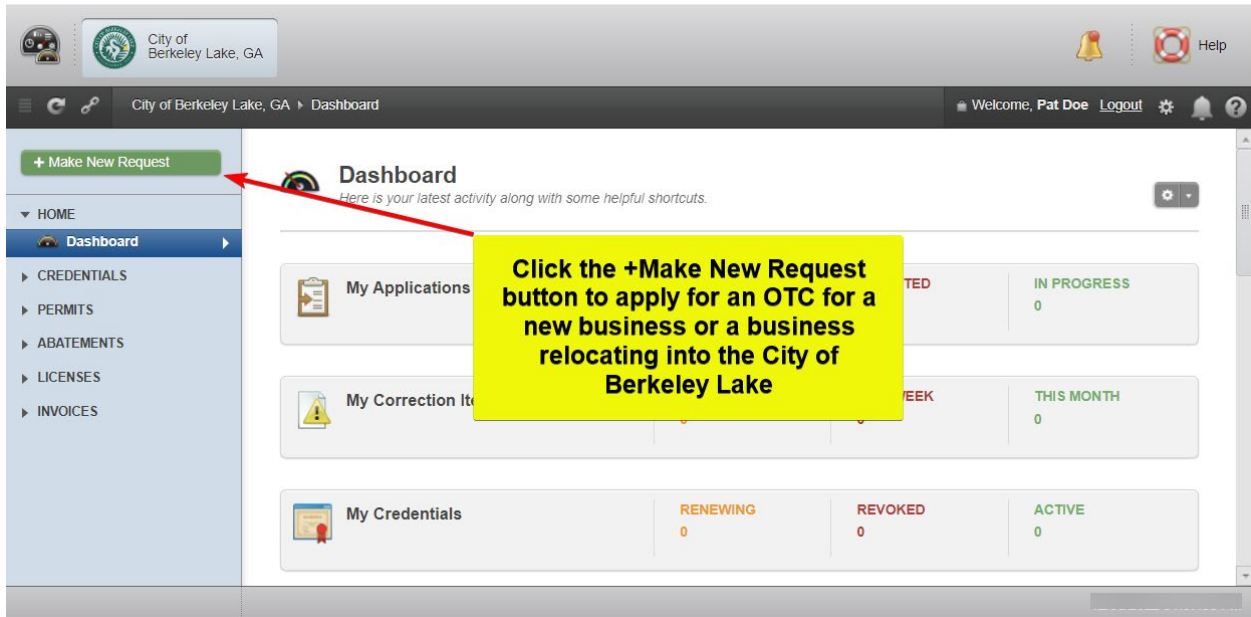 City of
Berkeley Lake, GA
Help
City of Berkeley Lake, GA Dashboard
Welcome, Pat Doe Logout
+ Make New Request
HOME
Dashboard
CREDENTIALS
PERMITS
ABATEMENTS
LICENSES
INVOICES
Dashboard
Here is your latest activity along with some helpful shortcuts.
Click the +Make New Request
button to apply for an OTC for a
new business or a business
relocating into the City of
Berkeley Lake
My Applications
IN PROGRESS
0
My Correction
THIS MONTH
0
My Credentials
RENEWING
0
REVOKED
0
ACTIVE
0